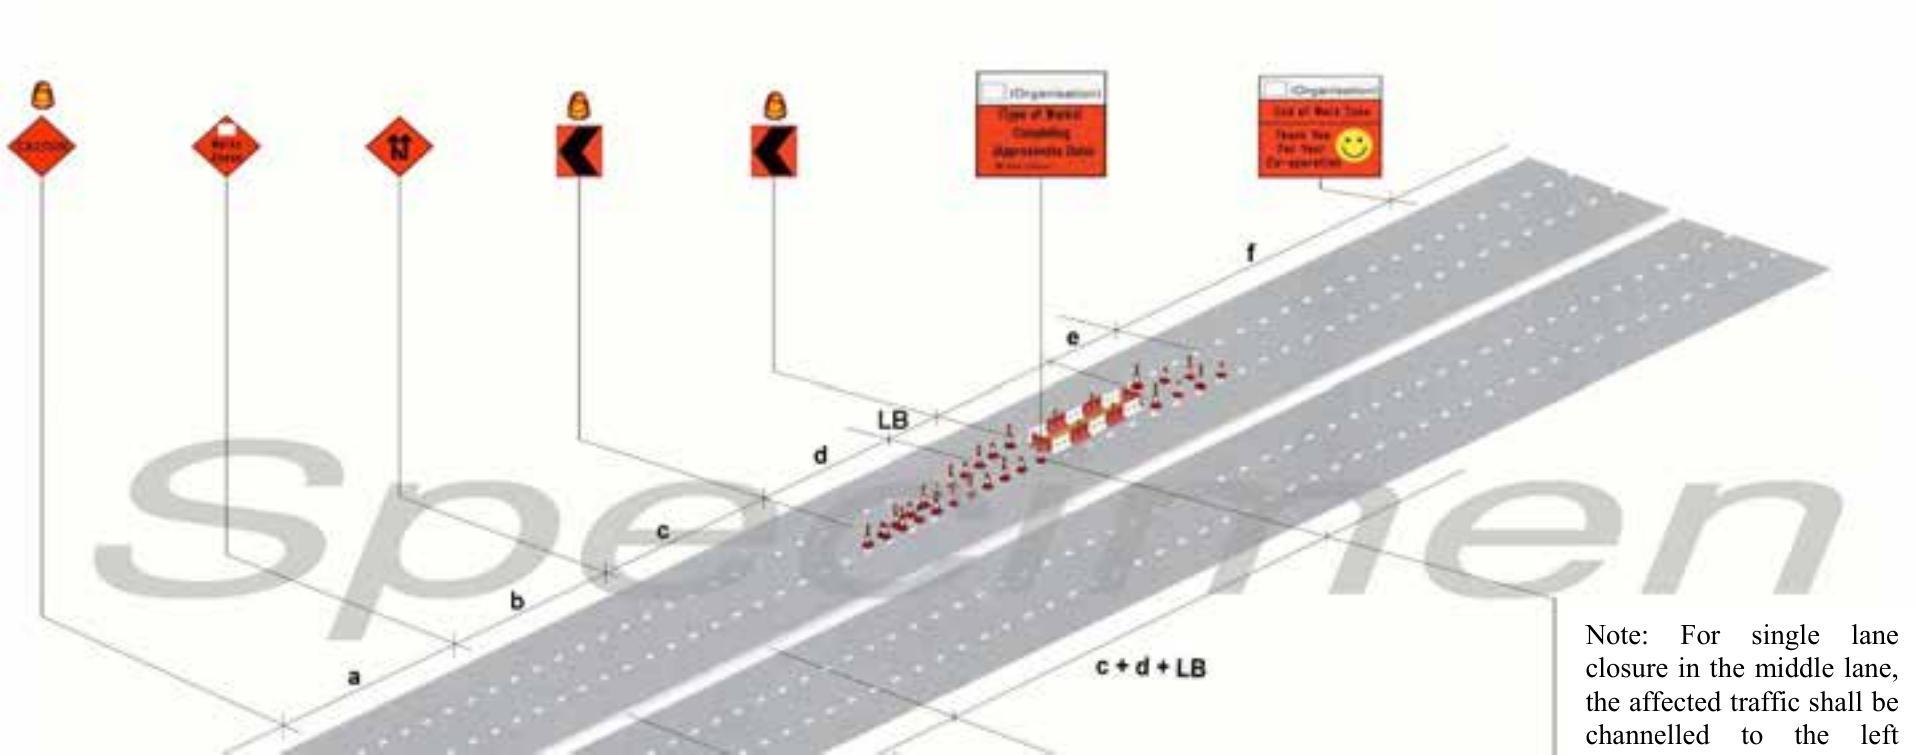 CAUTION
Works
Ahead
(Organisation)
(Type of Works)
Completing
(Approximate Date)
(Organisation)
End of Work Zone
Thank You
For Your
Co-operation
f
e
LB
d
c
b
a
c + d + LB
Specimen
Note: For single lane
closure in the middle lane,
the affected traffic shall be
channelled to the left